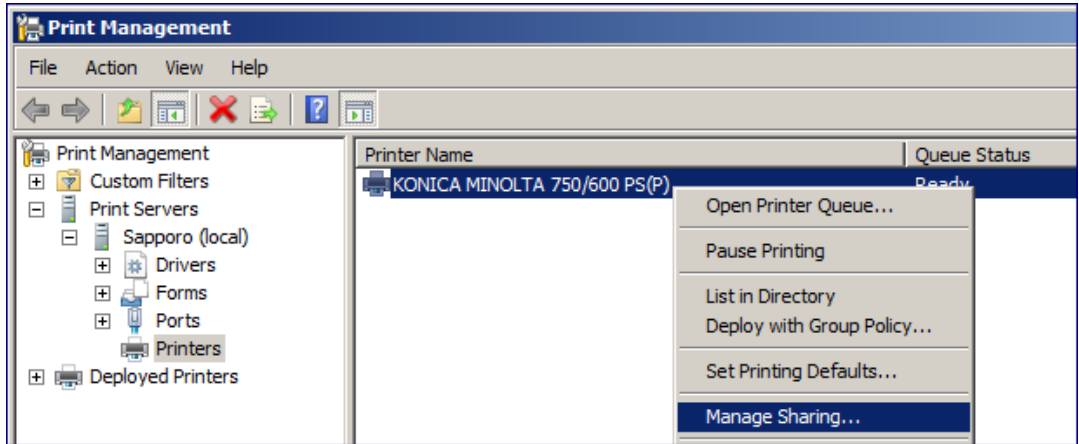 Print Management
File Action View Help
Print Management
Custom Filters
Print Servers
Sapporo (local)
Drivers
Forms
Ports
Printers
Deployed Printers
Printer Name Queue Status
KONICA MINOLTA 750/600 PS(P) Ready
Open Printer Queue...
Pause Printing
List in Directory
Deploy with Group Policy...
Set Printing Defaults...
Manage Sharing...